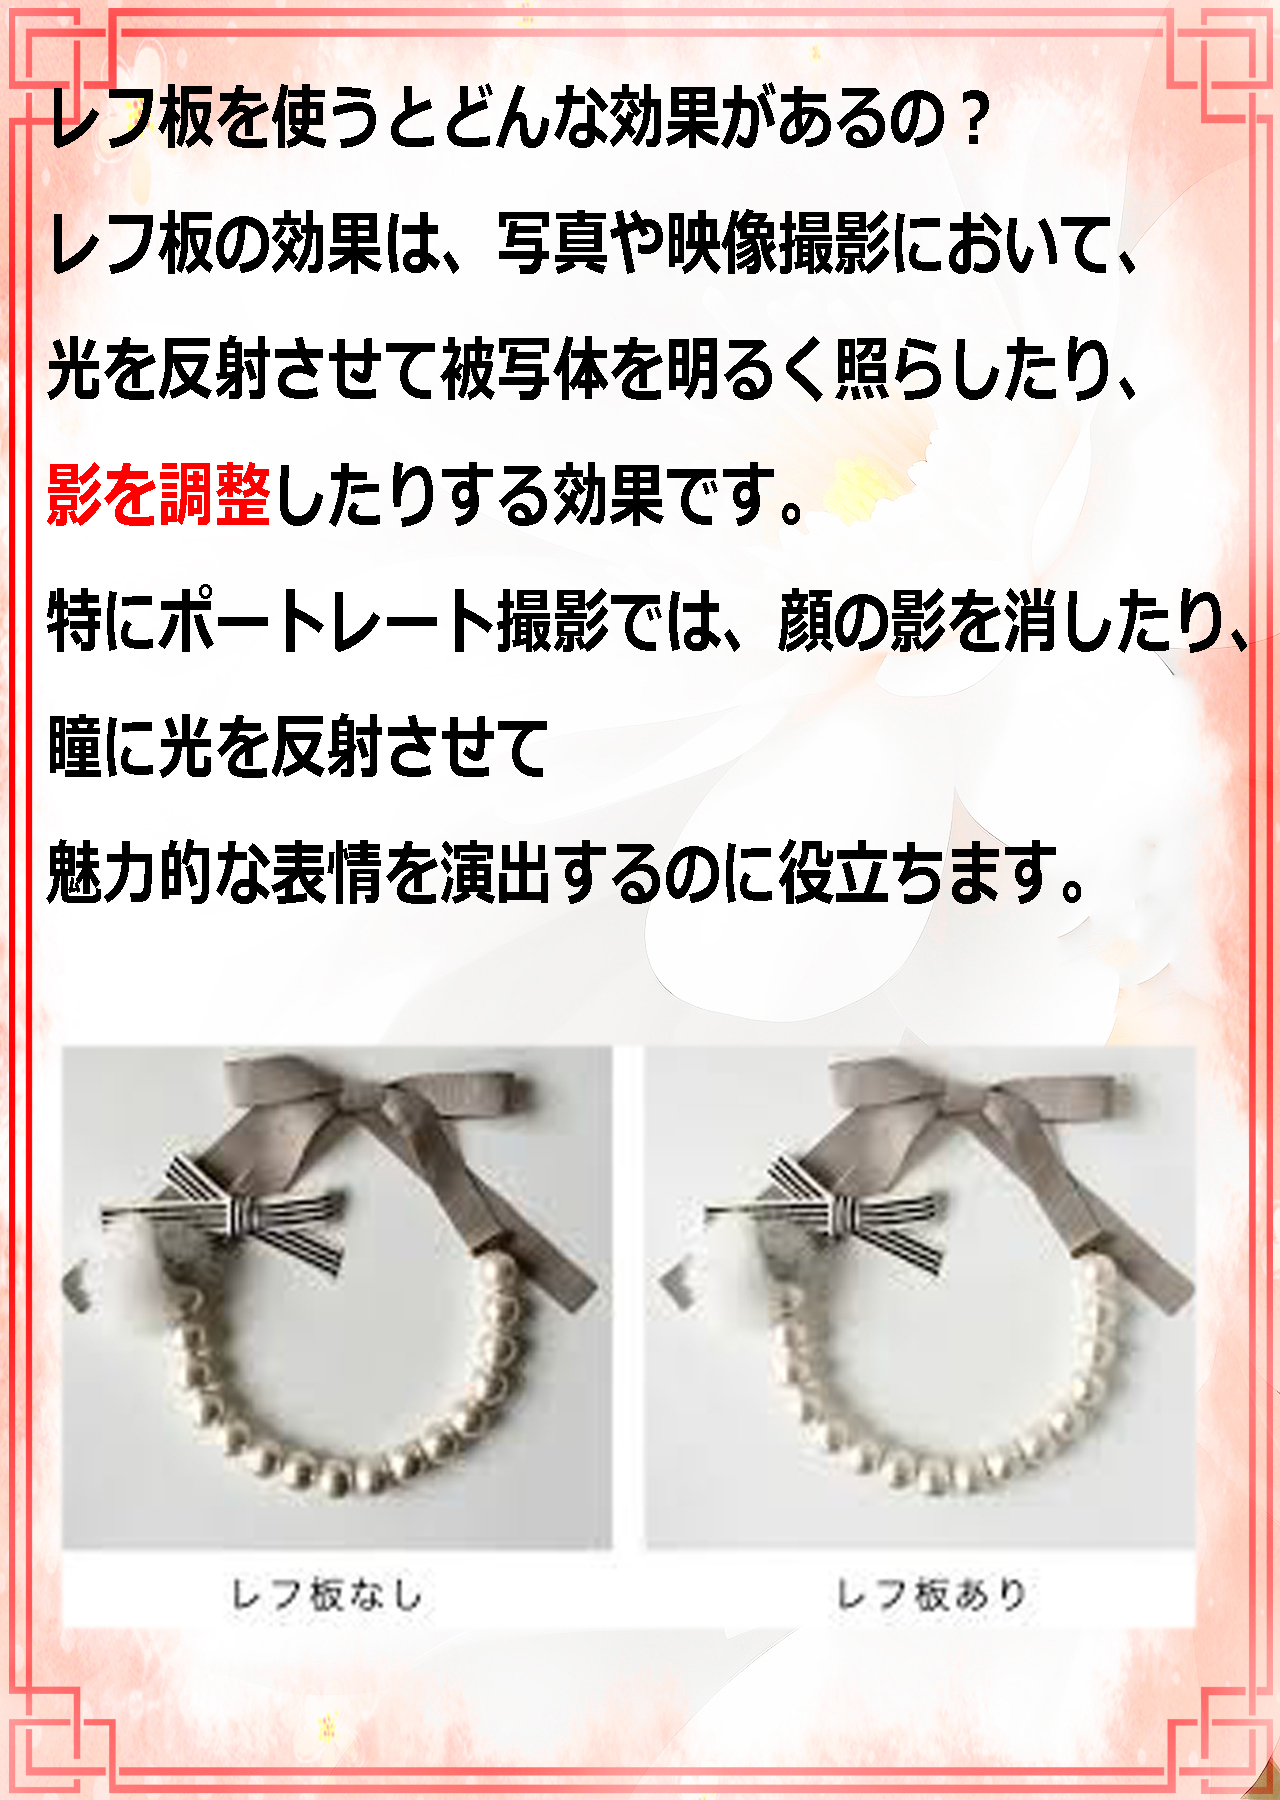 レフ板を使うとどんな効果があるの？
レフ板の効果は、写真や映像撮影において、
光を反射させて被写体を明るく照らしたり、
影を調整したりする効果です。
特にポートレート撮影では、顔の影を消したり、
瞳に光を反射させて
魅力的な表情を演出するのに役立ちます。
レフ板なし
レフ板あり